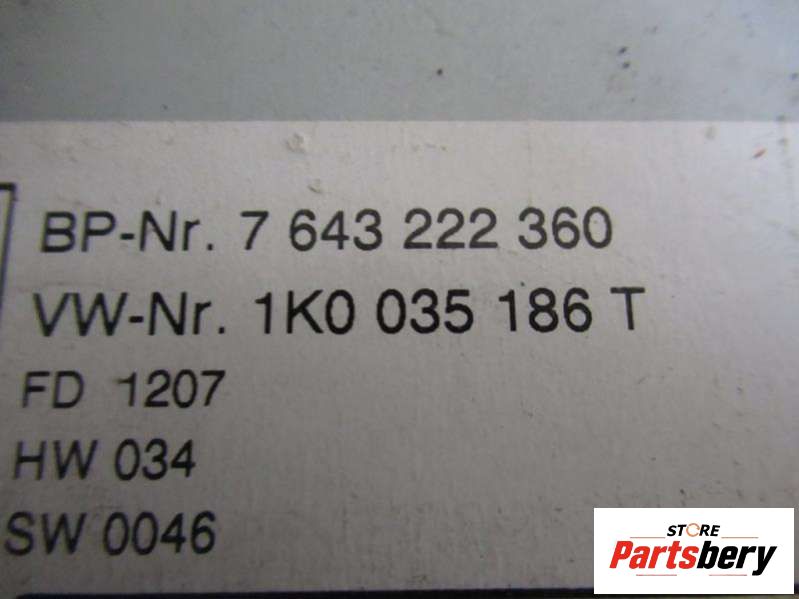 BP-Nr. 7 643 222 360
VW-Nr. 1K0 035 186 T
FD 1207
HW 034
SW 0046
STORE
Partsbery